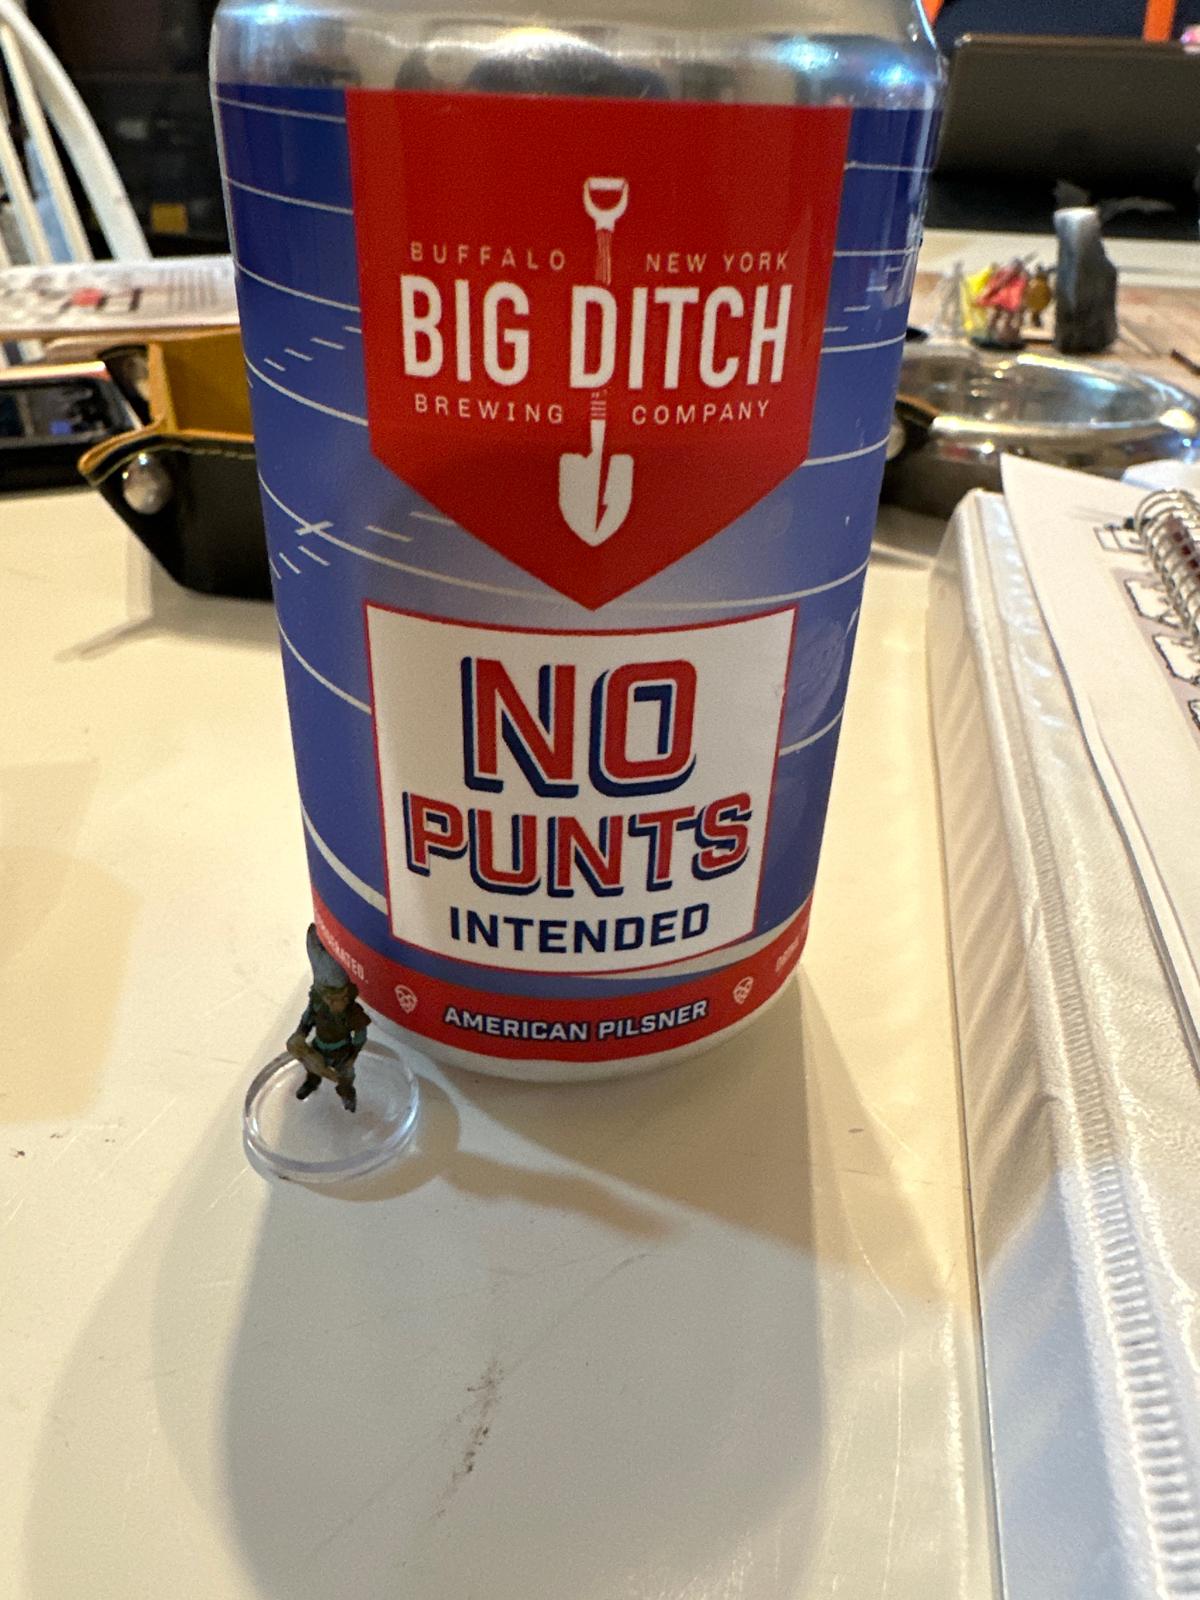 BUFFALO NEW YORK
BIG DITCH
BREWING COMPANY
NO
PUNTS
INTENDED
AMERICAN PILSNER